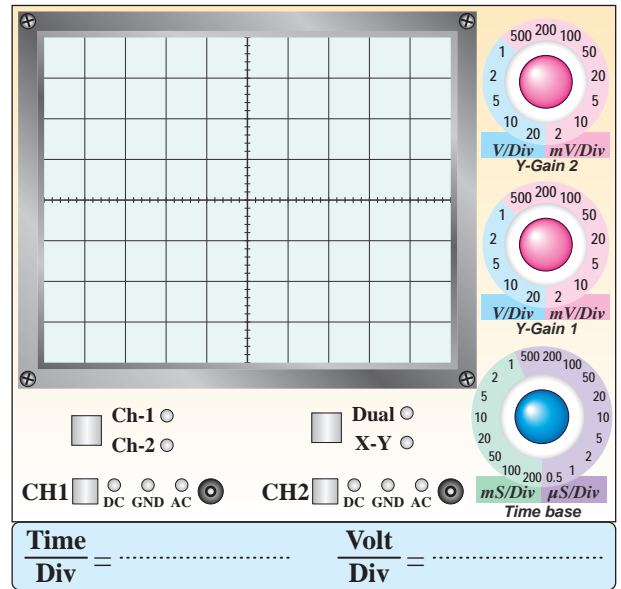 500 200 100
1 50
2 20
5 5
10 10
20 2
V/Div mV/Div
Y-Gain 2
500 200 100
1 50
2 20
5 5
10 10
20 2
V/Div mV/Div
Y-Gain 1
500 200 100
1 50
2 20
5 10
10 5
20 2
50 1
100 200 0.5
mS/Div µS/Div
Time base
Ch-1
Ch-2
Dual
X-Y
CH1 DC GND AC
CH2 DC GND AC
Time
Div = ....................
Volt
Div = ....................